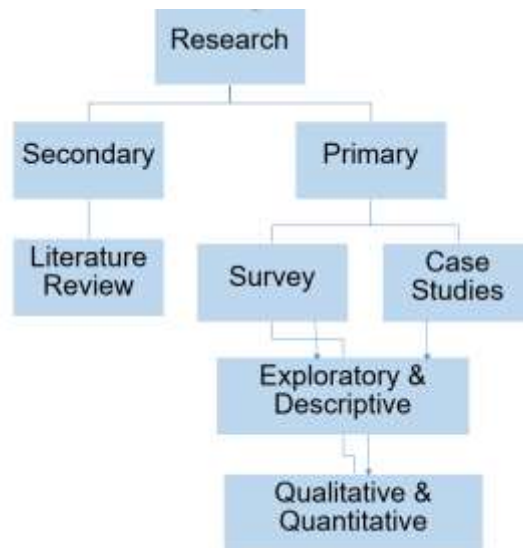 Research
Secondary
Primary
Literature
Review
Survey
Case
Studies
Exploratory &
Descriptive
Qualitative &
Quantitative